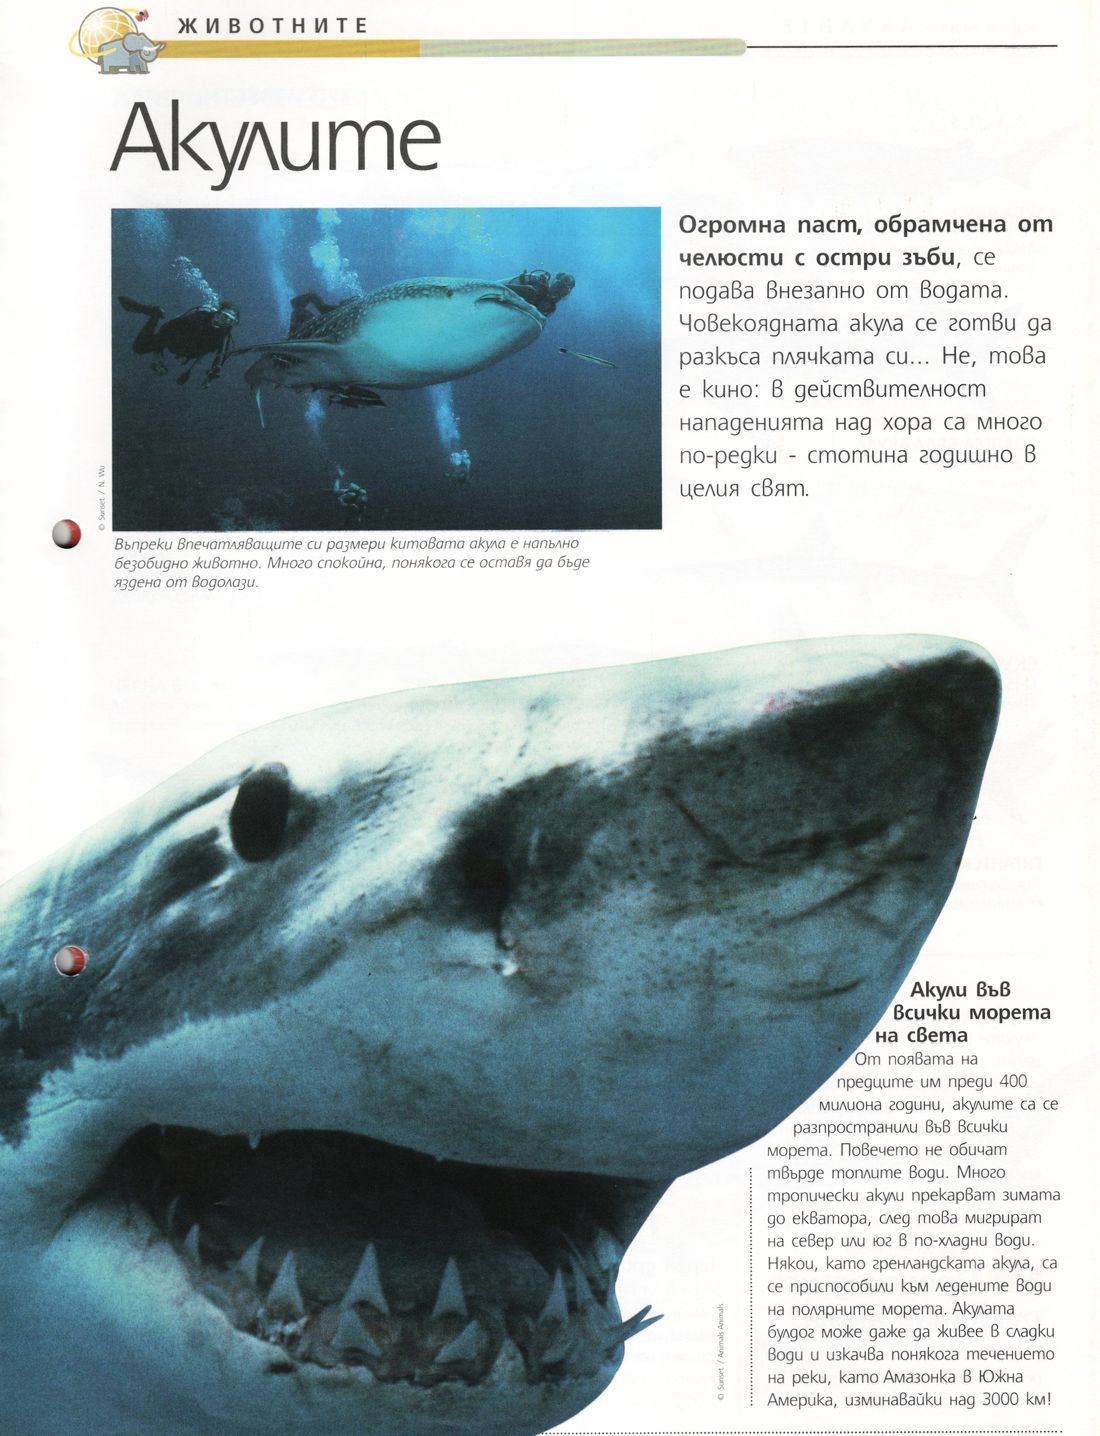 ЖИВОТНИТЕ
Акулите
Огромна паст, обрамчена от
челюсти с остри зъби, се
подава внезапно от водата.
Човекоядната акула се готви да
разкъса плячката си... Не, това
е кино: в действителност
нападенията над хора са много
по-редки - стотина годишно в
целия свят.
© Sunset / N. Wu
Въпреки впечатляващите си размери китовата акула е напълно
безобидно животно. Много спокойна, понякога се оставя да бъде
яздена от водолази.
Акули във
всички морета
на света
От появата на
предците им преди 400
милиона години, акулите са се
разпространили във всички
морета. Повечето не обичат
твърде топлите води. Много
тропически акули прекарват зимата
до екватора, след това мигрират
на север или юг в по-хладни води.
Някои, като гренландската акула, са
се приспособили към ледените води
на полярните морета. Акулата
булдог може даже да живее в сладки
води и изкачва понякога течението
на реки, като Амазонка в Южна
Америка, изминавайки над 3000 км!
© Sunset / Animals Animals